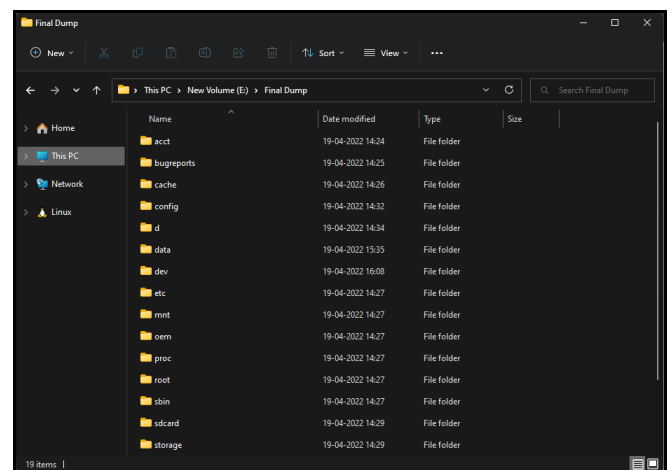 Final Dump
New Sort View
This PC New Volume (E:) Final Dump Search Final Dump
Name Date modified Type Size
Home
This PC
Network
Linux
acct 19-04-2022 14:24 File folder
bugreports 19-04-2022 14:25 File folder
cache 19-04-2022 14:26 File folder
config 19-04-2022 14:32 File folder
d 19-04-2022 14:34 File folder
data 19-04-2022 15:35 File folder
dev 19-04-2022 16:08 File folder
etc 19-04-2022 14:27 File folder
mnt 19-04-2022 14:27 File folder
oem 19-04-2022 14:27 File folder
proc 19-04-2022 14:27 File folder
root 19-04-2022 14:27 File folder
sbin 19-04-2022 14:27 File folder
sdcard 19-04-2022 14:29 File folder
storage 19-04-2022 14:29 File folder
19 items